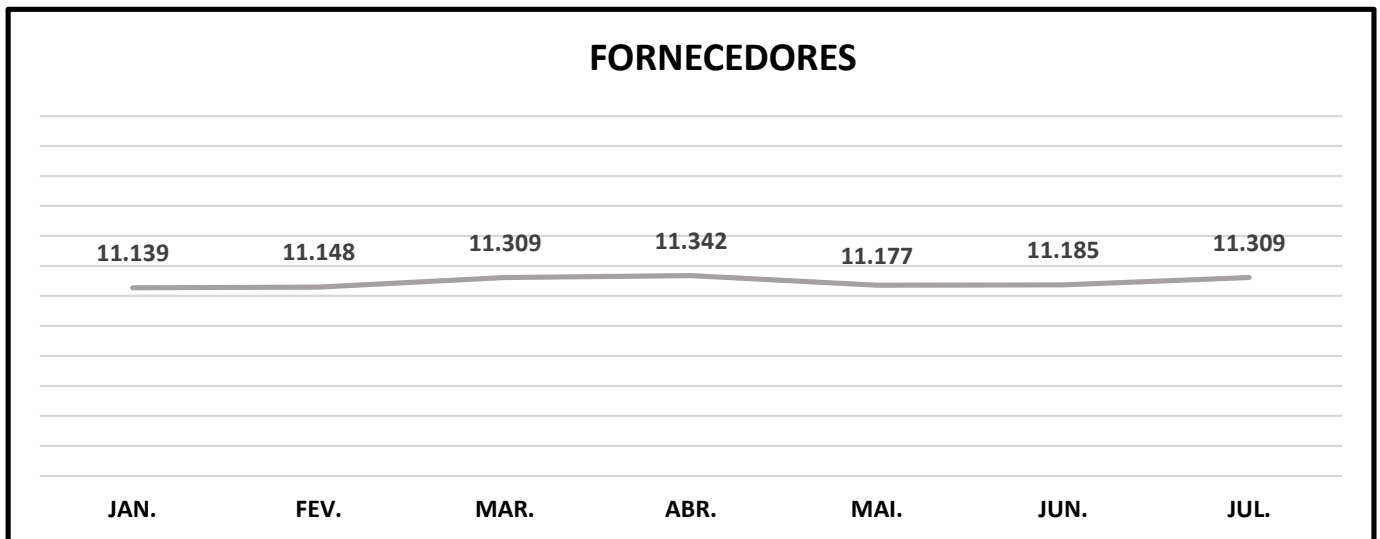 FORNECEDORES
11.139 11.148 11.309 11.342 11.177 11.185 11.309
JAN. FEV. MAR. ABR. MAI. JUN. JUL.